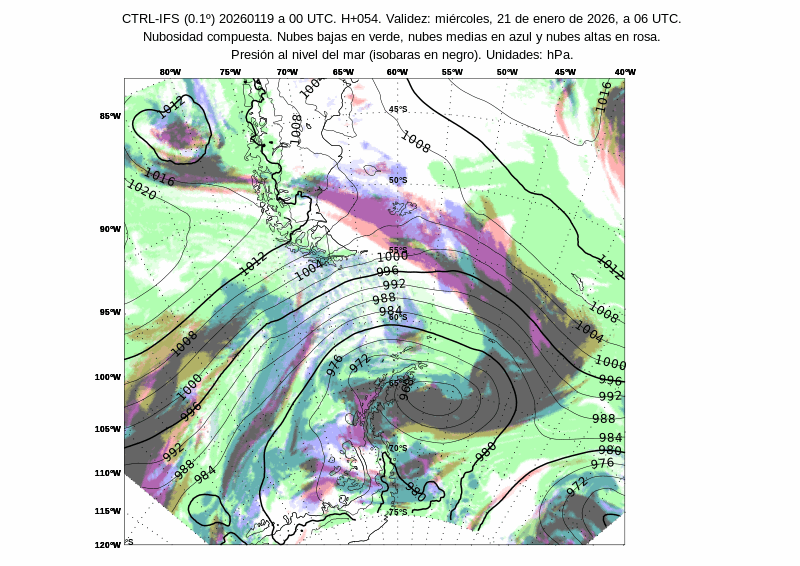 CTRL-IFS (0.1º) 20260119 a 00 UTC. H+054. Validez: miércoles, 21 de enero de 2026, a 06 UTC.
Nubosidad compuesta. Nubes bajas en verde, nubes medias en azul y nubes altas en rosa.
Presión al nivel del mar (isobaras en negro). Unidades: hPa.
80ºW 75ºW 70ºW 65ºW 60ºW 55ºW 50ºW 45ºW 40ºW
1004
1012 1016
85ºW 45ºS
1008
1008
1016 50ºS
1020
90ºW
55ºS
1000
1012 1004 996 1012
992
988
95ºW 984 1008
60ºS
1004
1008
976 972 1000
100ºW 65ºS 996
1000 968 992
996 988
105ºW
984
992 70ºS 980 980
988 976
110ºW 984
980 972
115ºW 75ºS
120ºW ºS